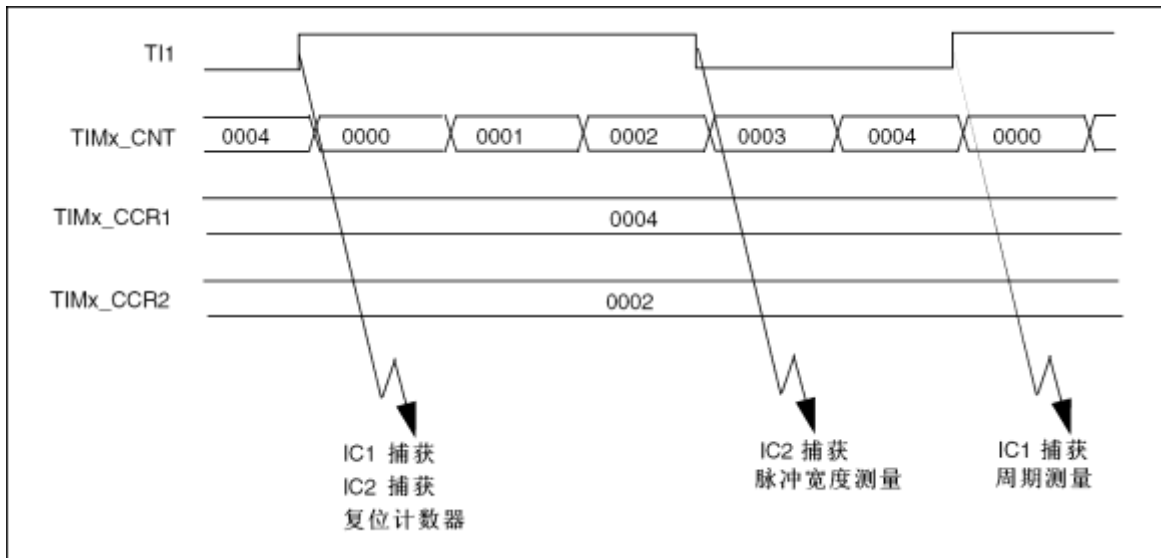 TI1
TIMx_CNT 0004 0000 0001 0002 0003 0004 0000
TIMx_CCR1 0004
TIMx_CCR2 0002
IC1 捕获
IC2 捕获
复位计数器
IC2 捕获
脉冲宽度测量
IC1 捕获
周期测量